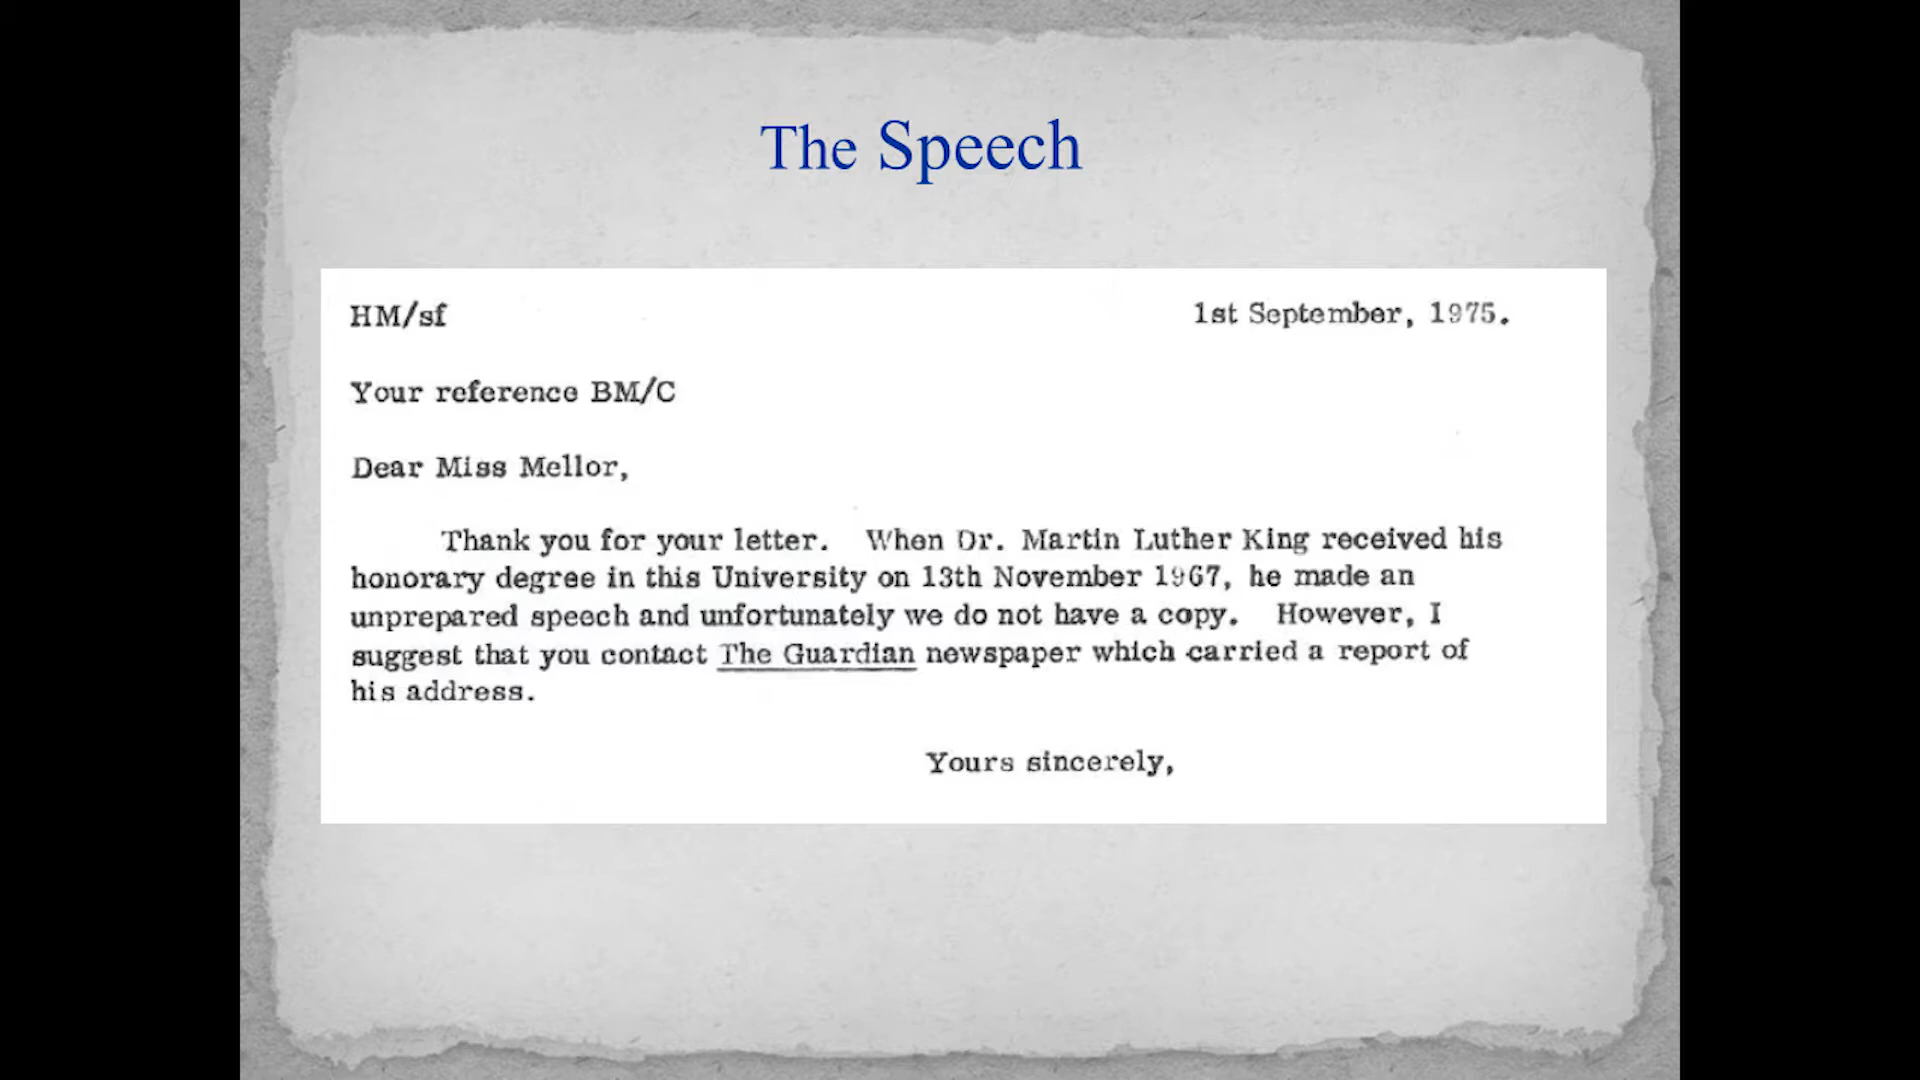 The Speech
HM/sf 1st September, 1975.
Your reference BM/C
Dear Miss Mellor,
Thank you for your letter. When Dr. Martin Luther King received his
honorary degree in this University on 13th November 1967, he made an
unprepared speech and unfortunately we do not have a copy. However, I
suggest that you contact The Guardian newspaper which carried a report of
his address.
Yours sincerely,